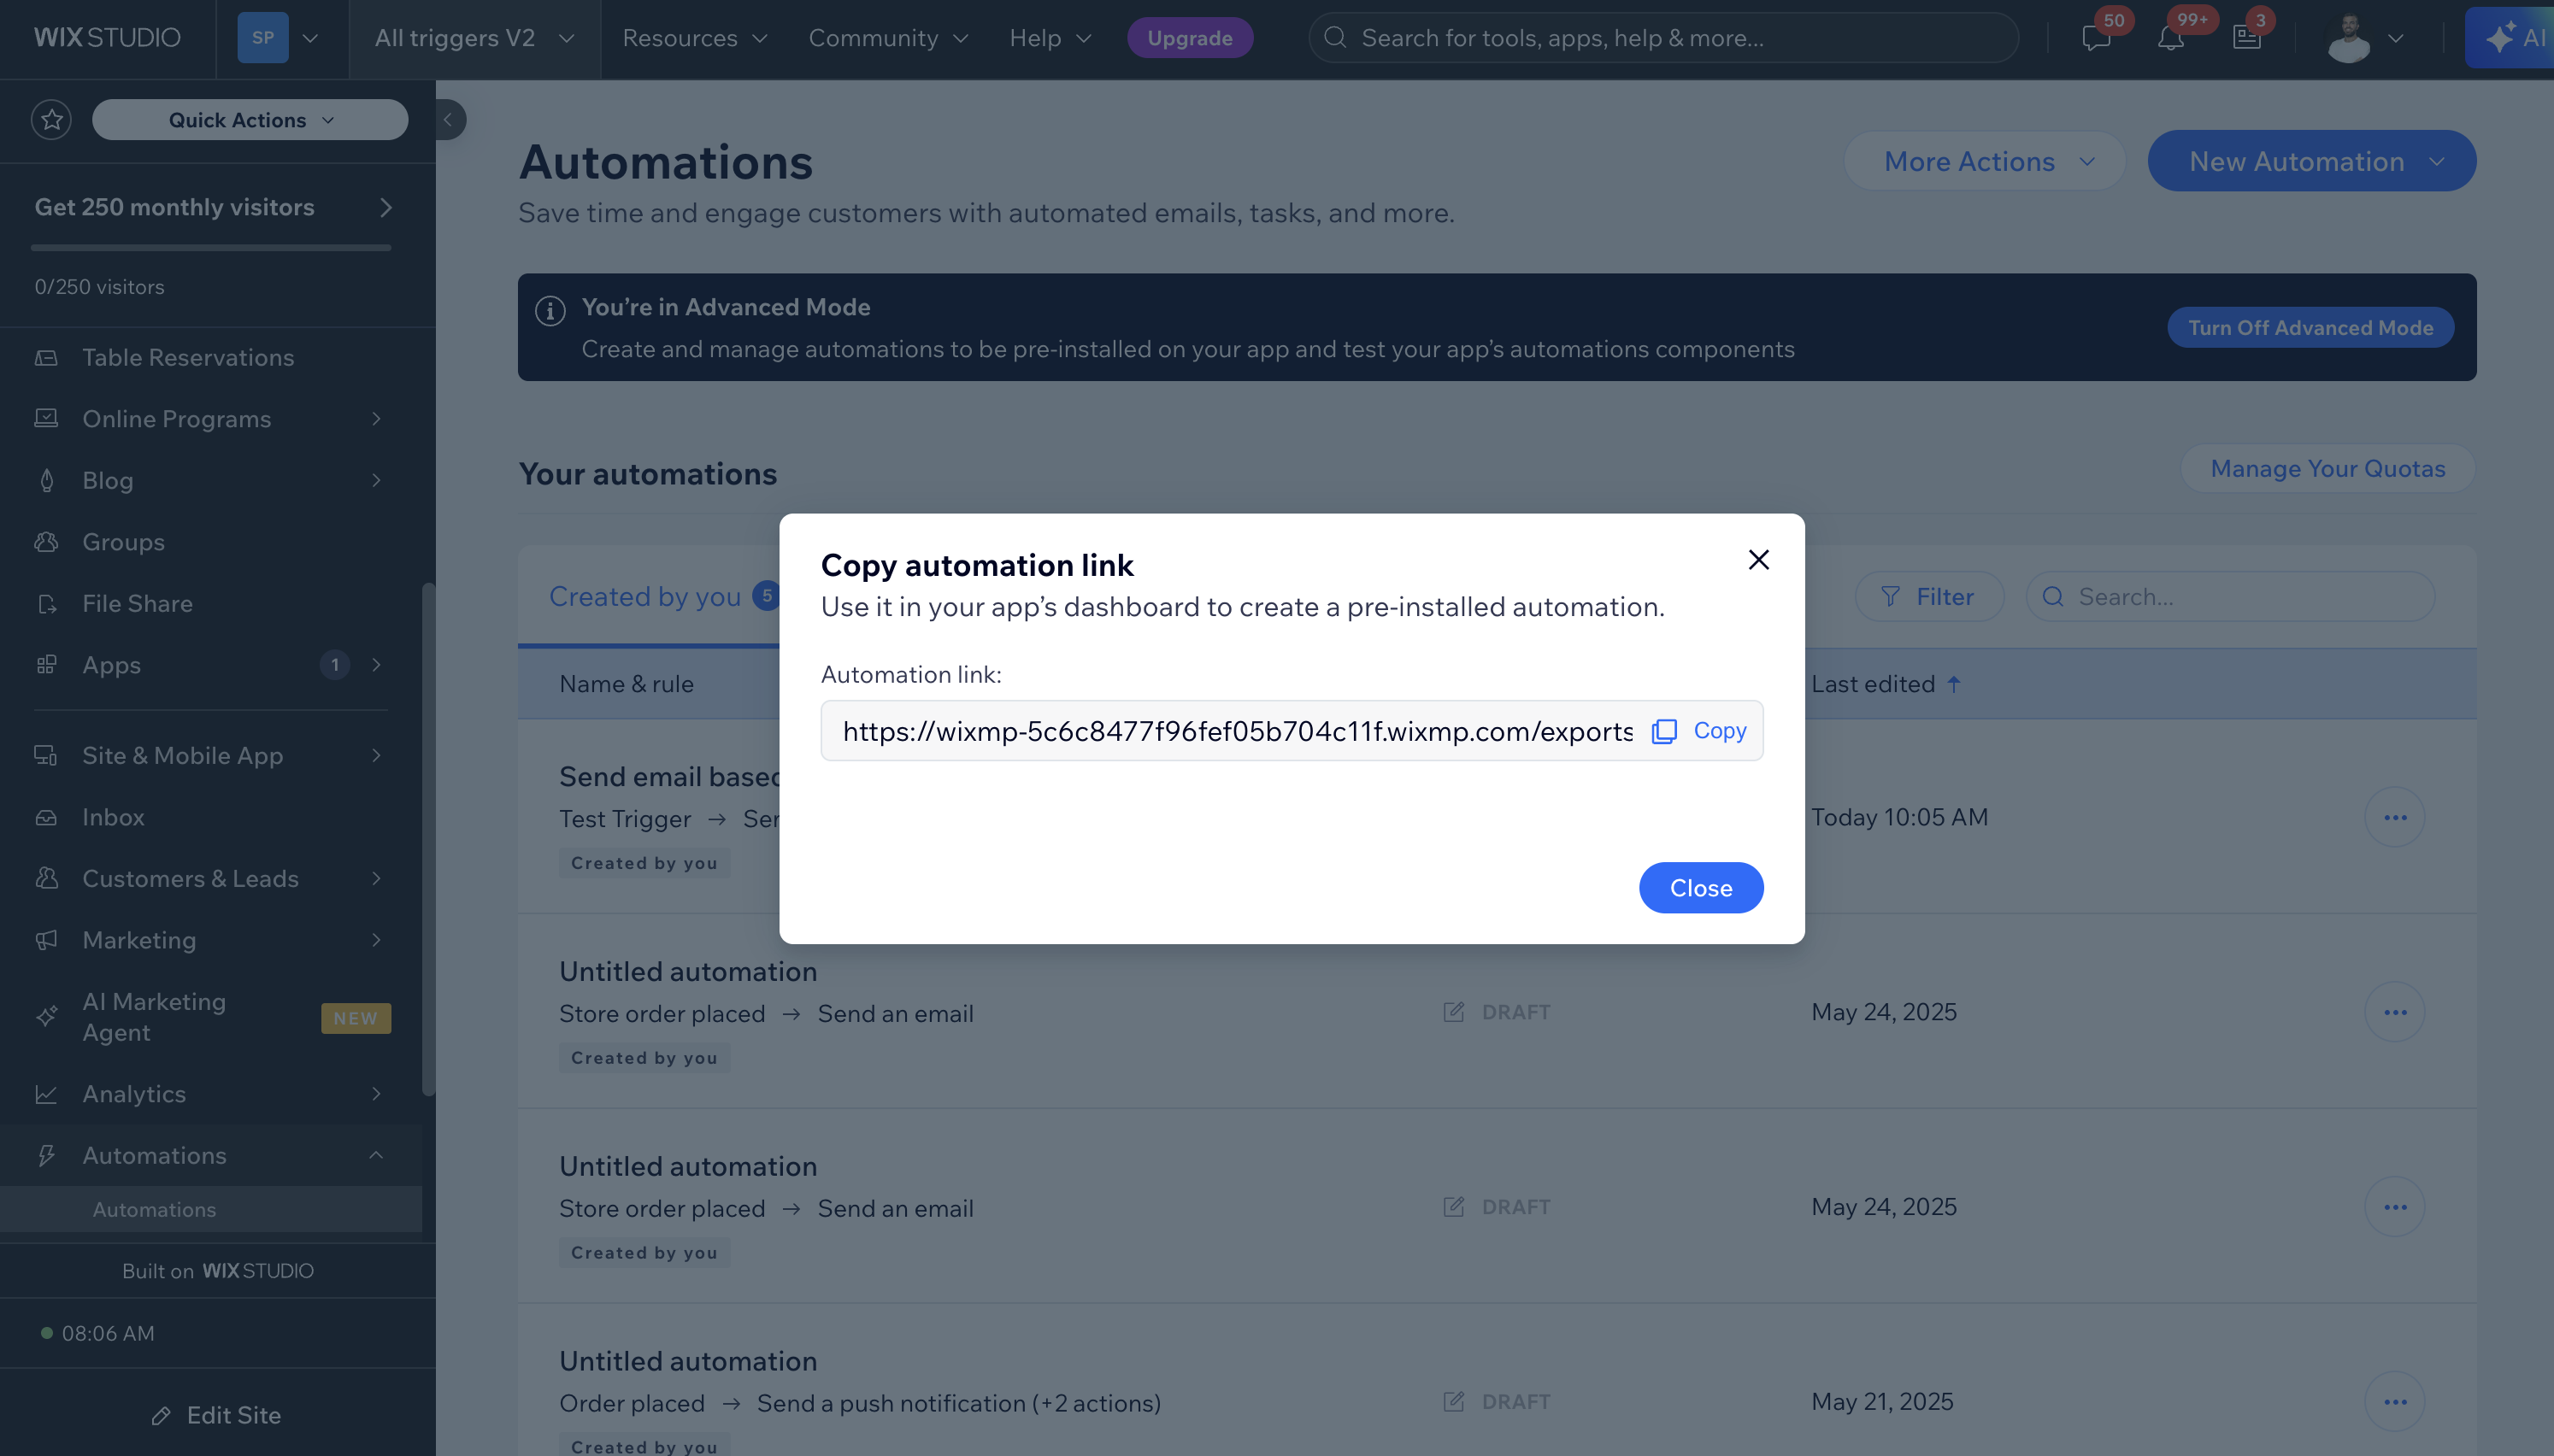 WIX STUDIO
SP
All triggers V2
Resources
Community
Help
Upgrade
Search for tools, apps, help & more...
50
99+
3
AI
Quick Actions
Get 250 monthly visitors
0/250 visitors
Table Reservations
Online Programs
Blog
Groups
File Share
Apps
1
Site & Mobile App
Inbox
Customers & Leads
Marketing
AI Marketing
Agent
NEW
Analytics
Automations
Automations
Built on WIX STUDIO
08:06 AM
Edit Site
Automations
Save time and engage customers with automated emails, tasks, and more.
More Actions
New Automation
You're in Advanced Mode
Create and manage automations to be pre-installed on your app and test your app's automations components
Turn Off Advanced Mode
Your automations
Manage Your Quotas
Created by you 5
Filter
Search...
Name & rule
Last edited ↑
Copy automation link
Use it in your app's dashboard to create a pre-installed automation.
Automation link:
https://wixmp-5c6c8477f96fef05b704c11f.wixmp.com/exports
Copy
Close
Send email based
Test Trigger →
Created by you
Today 10:05 AM
Untitled automation
Store order placed → Send an email
Created by you
DRAFT
May 24, 2025
Untitled automation
Store order placed → Send an email
Created by you
DRAFT
May 24, 2025
Untitled automation
Order placed → Send a push notification (+2 actions)
Created by you
DRAFT
May 21, 2025